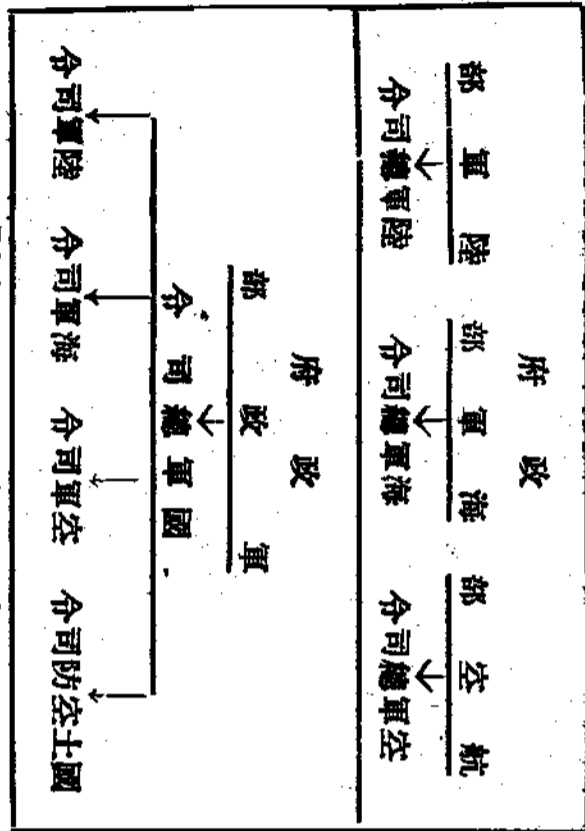 政府
航空部
海軍部
陸軍部
空軍總司令
海軍總司令
陸軍總司令
政府
軍政部
國軍總司令
國土空防司令
空軍司令
海軍司令
陸軍司令